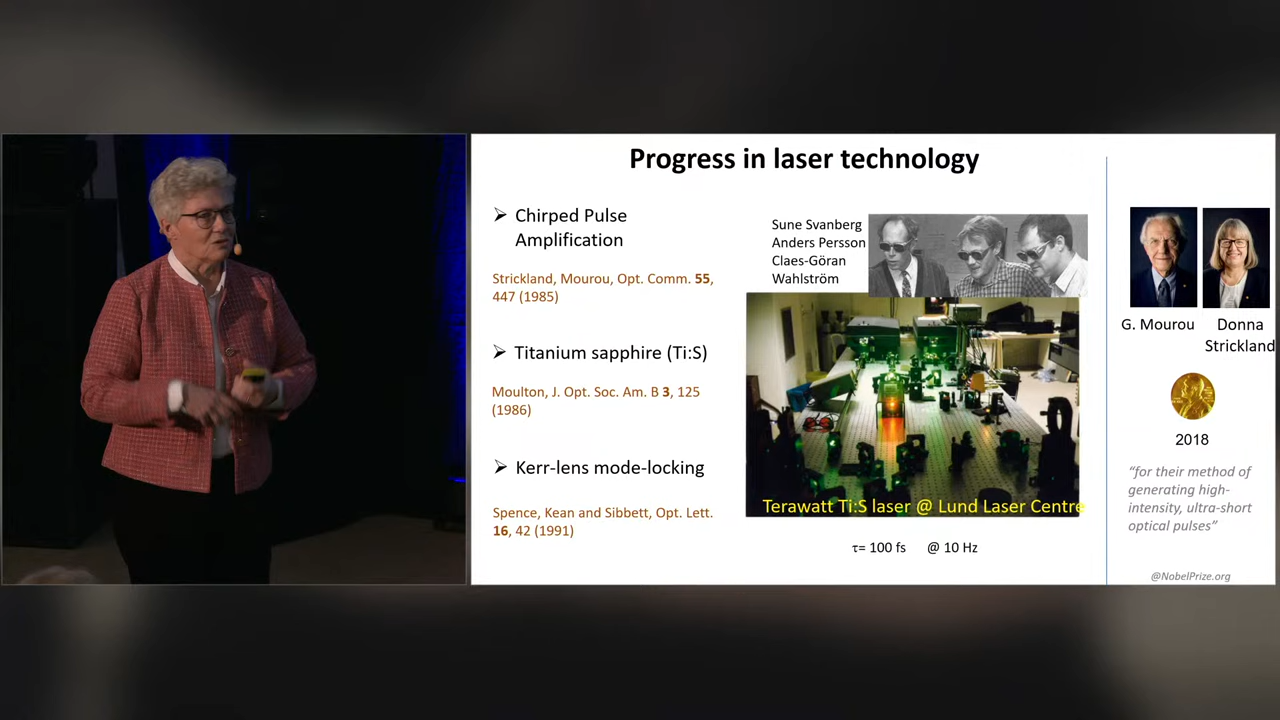 Progress in laser technology
Chirped Pulse
Amplification
Strickland, Mourou, Opt. Comm. 55,
447 (1985)
Titanium sapphire (Ti:S)
Moulton, J. Opt. Soc. Am. B 3, 125
(1986)
Kerr-lens mode-locking
Spence, Kean and Sibbett, Opt. Lett.
16, 42 (1991)
Sune Svanberg
Anders Persson
Claes-Göran
Wahlström
Terawatt Ti:S laser @ Lund Laser Centre
τ= 100 fs @ 10 Hz
G. Mourou
Donna
Strickland
2018
“for their method of
generating high-
intensity, ultra-short
optical pulses”
@NobelPrize.org